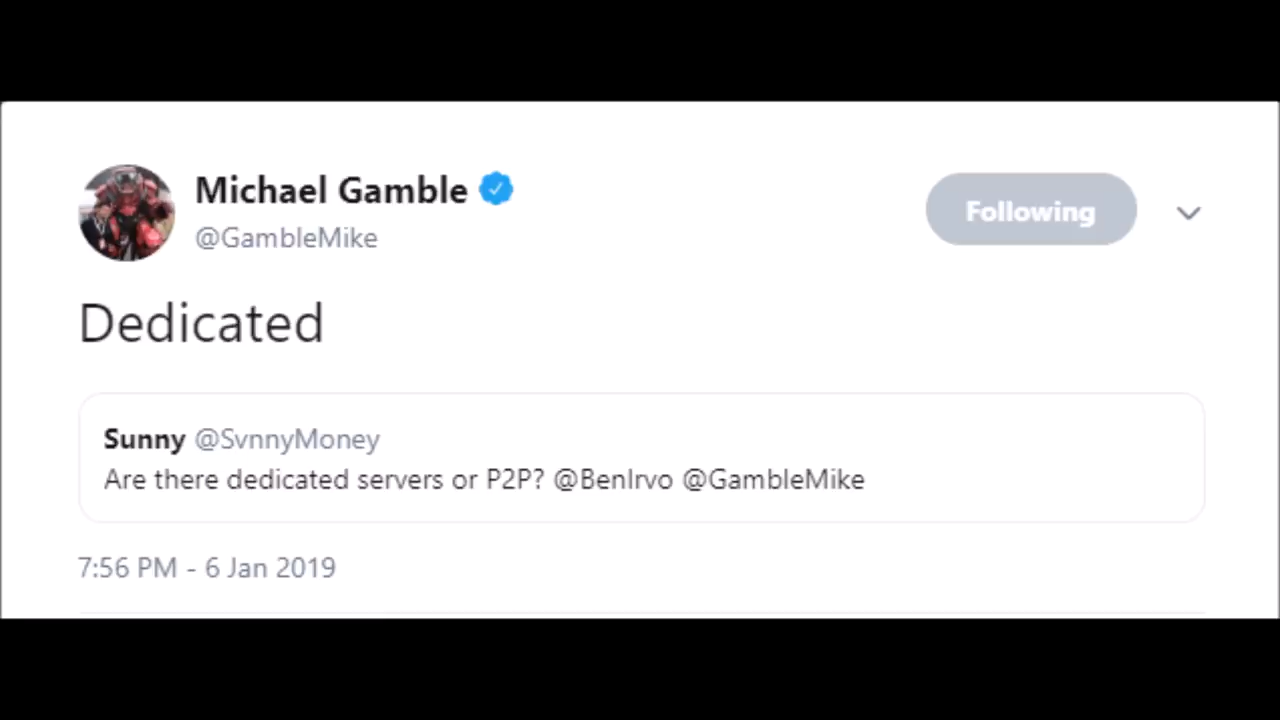 Michael Gamble
@GambleMike
Following
Dedicated
Sunny @SvnnyMoney
Are there dedicated servers or P2P? @BenIrvo @GambleMike
7:56 PM - 6 Jan 2019